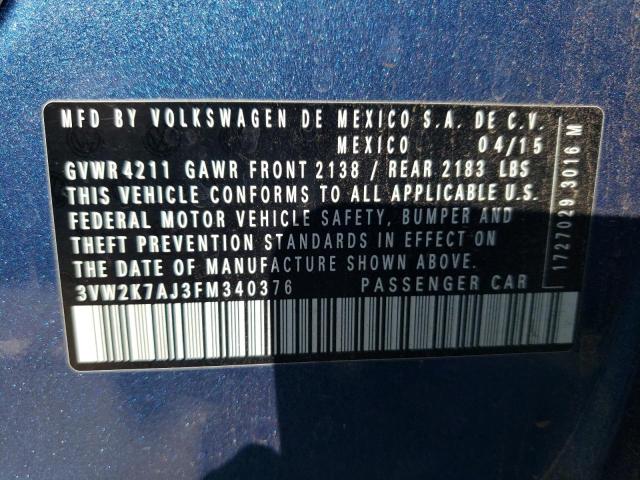 MFD BY VOLKSWAGEN DE MEXICO S.A. DE C.V.
MEXICO 04/15
GVWR4211 GAWR FRONT 2138 / REAR 2183 LBS
THIS VEHICLE CONFORMS TO ALL APPLICABLE U.S.
FEDERAL MOTOR VEHICLE SAFETY, BUMPER AND
THEFT PREVENTION STANDARDS IN EFFECT ON
THE DATE OF MANUFACTURE SHOWN ABOVE.
3VW2K7AJ3FM340376 PASSENGER CAR
1727029 3016 M